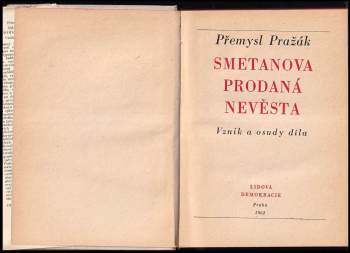 Přemysl Pražák
SMETANOVA
PRODANÁ
NEVĚSTA
Vznik a osudy díla
LIDOVÁ
DEMOKRACIE
Praha
1962